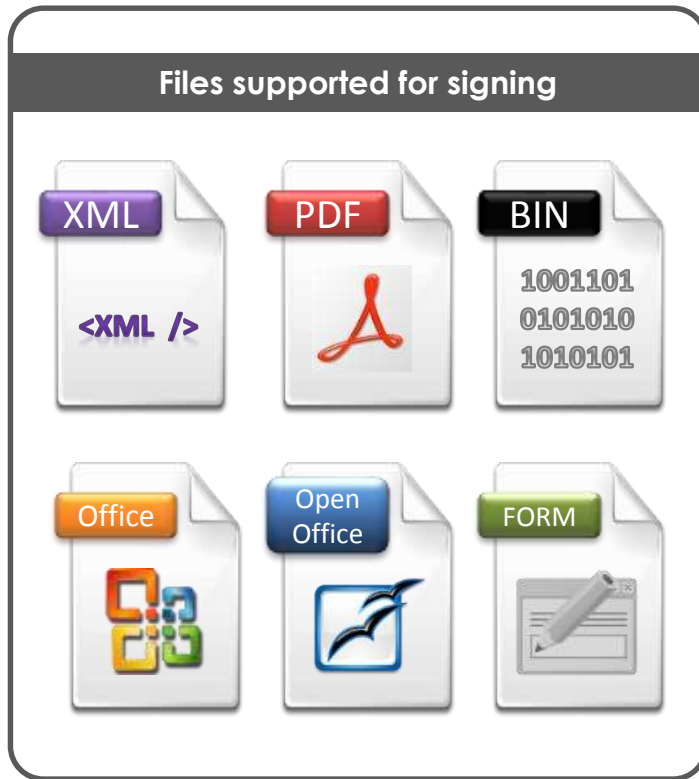 Files supported for signing
XML
PDF
BIN
<XML />
1001101
0101010
1010101
Office
Open
Office
FORM